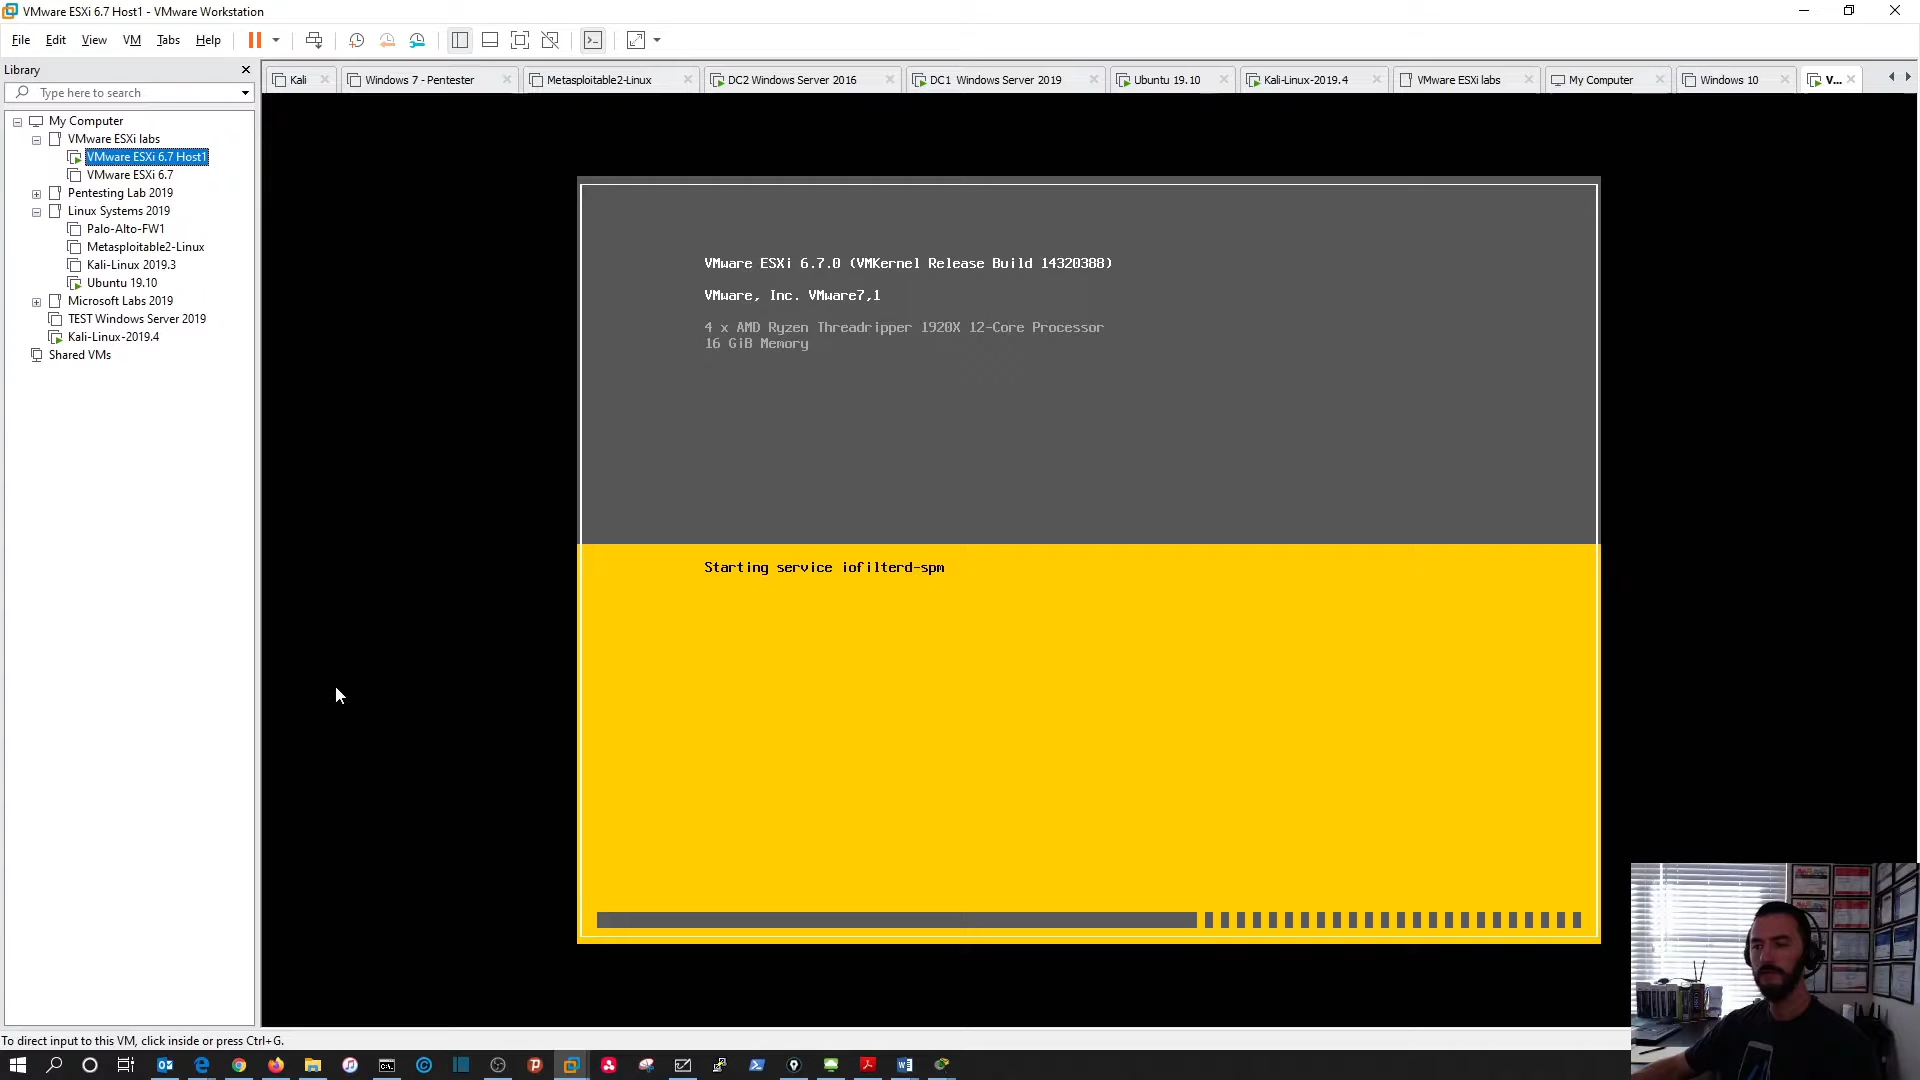 VMware ESXi 6.7 Host1 - VMware Workstation
File Edit View VM Tabs Help
Library
Type here to search
My Computer
VMware ESXi labs
VMware ESXi 6.7 Host1
VMware ESXi 6.7
Pentesting Lab 2019
Linux Systems 2019
Palo-Alto-FW1
Metasploitable2-Linux
Kali-Linux 2019.3
Ubuntu 19.10
Microsoft Labs 2019
TEST Windows Server 2019
Kali-Linux-2019.4
Shared VMs
Kali Windows 7 - Pentester Metasploitable2-Linux DC2 Windows Server 2016 DC1 Windows Server 2019 Ubuntu 19.10 Kali-Linux-2019.4 VMware ESXi labs My Computer Windows 10 V...
VMware ESXi 6.7.0 (VMKernel Release Build 14320388)
VMware, Inc. VMware7,1
4 x AMD Ryzen Threadripper 1920X 12-Core Processor
16 GiB Memory
Starting service iofilterd-spm
To direct input to this VM, click inside or press Ctrl+G.